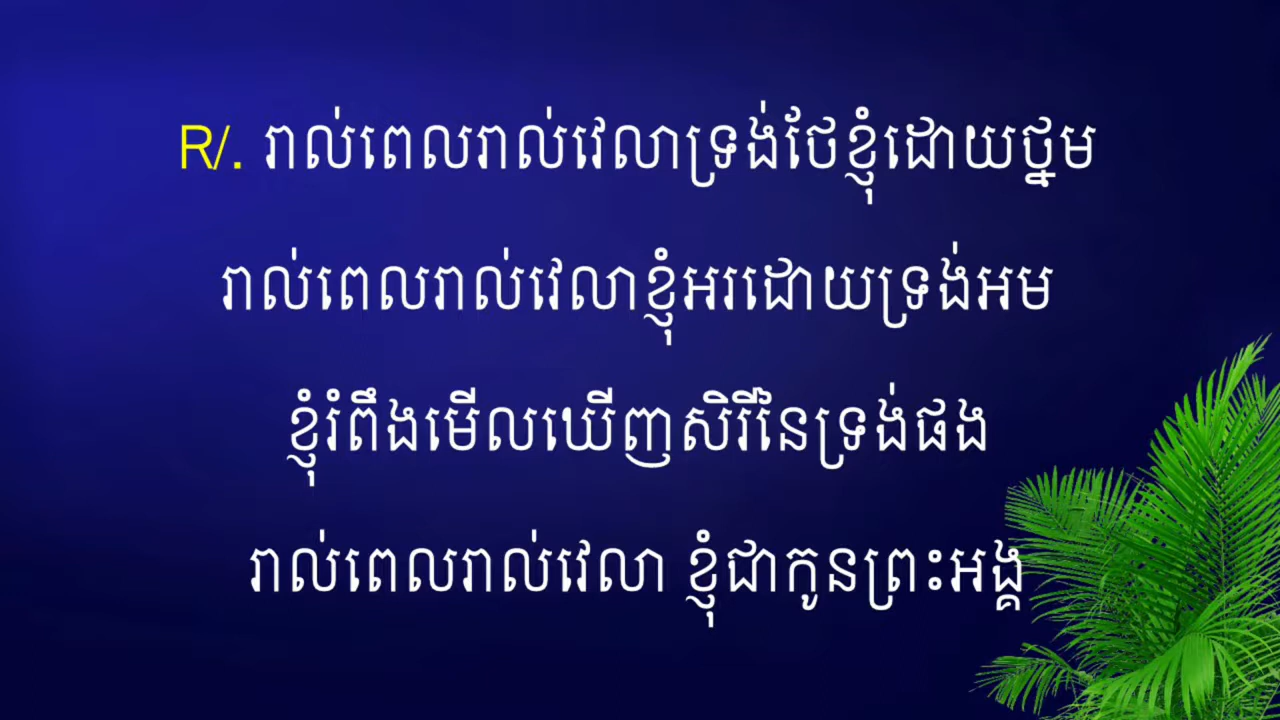 R/. រាល់ពេលរាល់វេលាទ្រង់ថែខ្ញុំដោយថ្នម
រាល់ពេលរាល់វេលាខ្ញុំអរដោយទ្រង់អម
ខ្ញុំរំពឹងមើលឃើញសិរីនៃទ្រង់ផង
រាល់ពេលរាល់វេលា ខ្ញុំជាកូនព្រះអង្គ